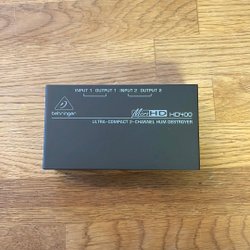 INPUT 1 OUTPUT 1 INPUT 2 OUTPUT 2
behringer
MicroHD HD400
ULTRA-COMPACT 2-CHANNEL HUM DESTROYER